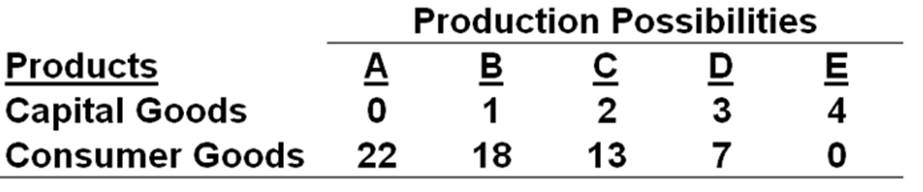 Production Possibilities
Products A B C D E
Capital Goods 0 1 2 3 4
Consumer Goods 22 18 13 7 0